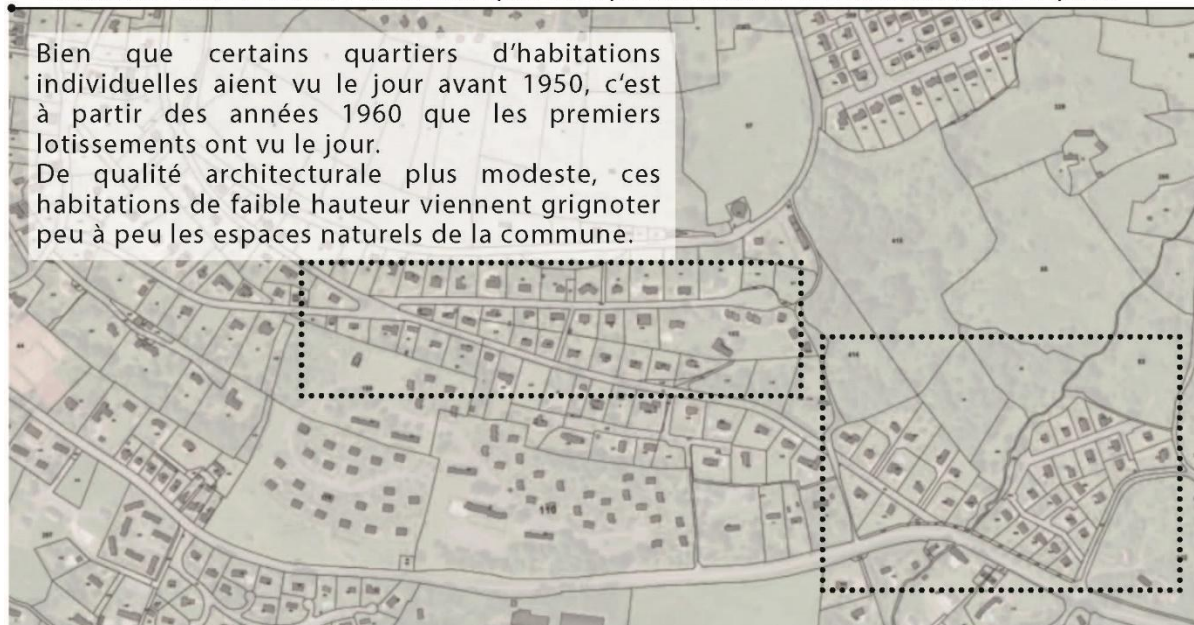 Bien que certains quartiers d’habitations
individuelles aient vu le jour avant 1950, c‘est
à partir des années 1960 que les premiers
lotissements ont vu le jour.
De qualité architecturale plus modeste, ces
habitations de faible hauteur viennent grignoter
peu à peu les espaces naturels de la commune.
110